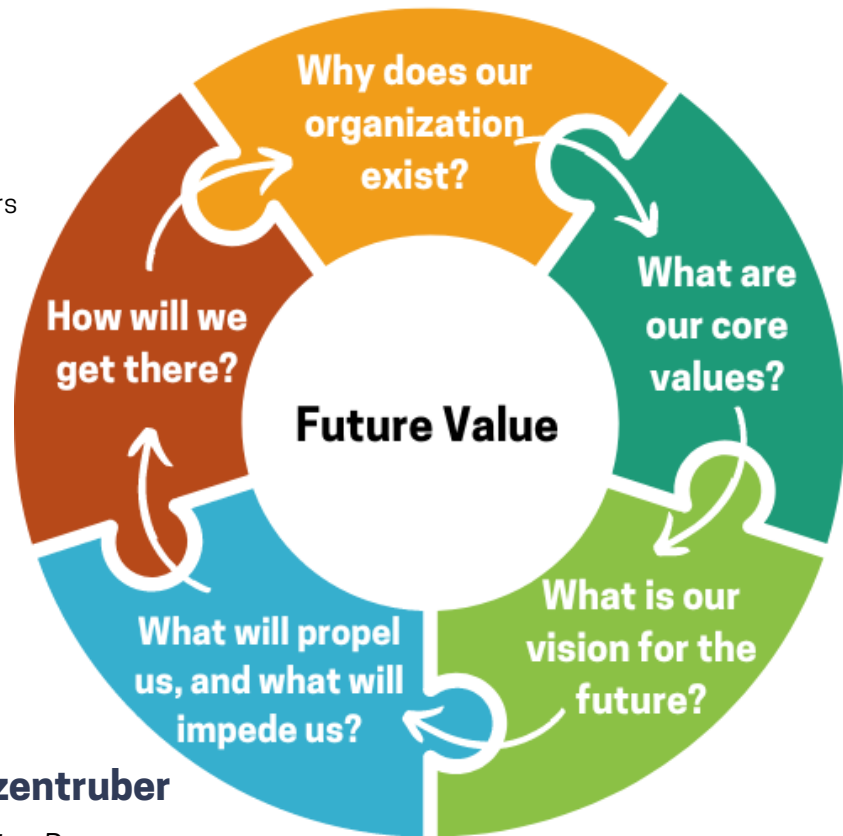 Why does our
organization
exist?
rs
What are
our core
values?
How will we
get there?
Future Value
What is our
vision for the
future?
What will propel
us, and what will
impede us?
zentruber